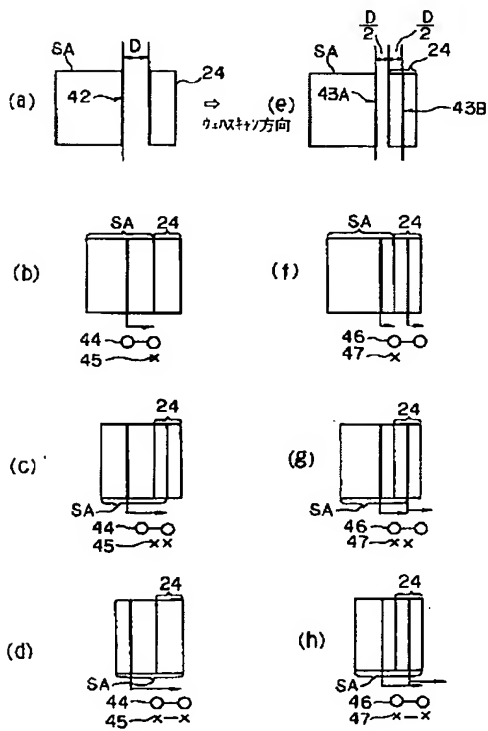 (a)
SA
D
24
42
⇨
ウェハスキャン方向
(e)
SA
D/2
D/2
24
43A
43B
(b)
SA
24
44
45
×
(f)
SA
24
46
47
×
(c)
24
SA
44
45
××
(g)
24
SA
46
47
××
(d)
24
SA
44
45
×-×
(h)
24
SA
46
47
×-×